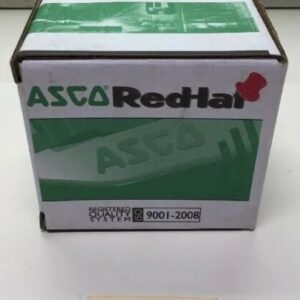 ASCO® RedHat
ASCO
REGISTERED
QUALITY
SYSTEM
9001-2008